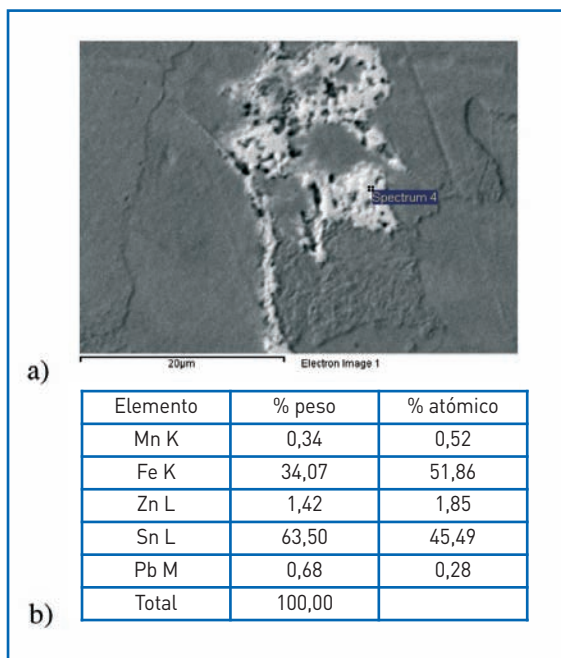 Spectrum 4
20µm Electron Image 1
a)
Elemento % peso % atómico
Mn K 0,34 0,52
Fe K 34,07 51,86
Zn L 1,42 1,85
Sn L 63,50 45,49
Pb M 0,68 0,28
Total 100,00
b)